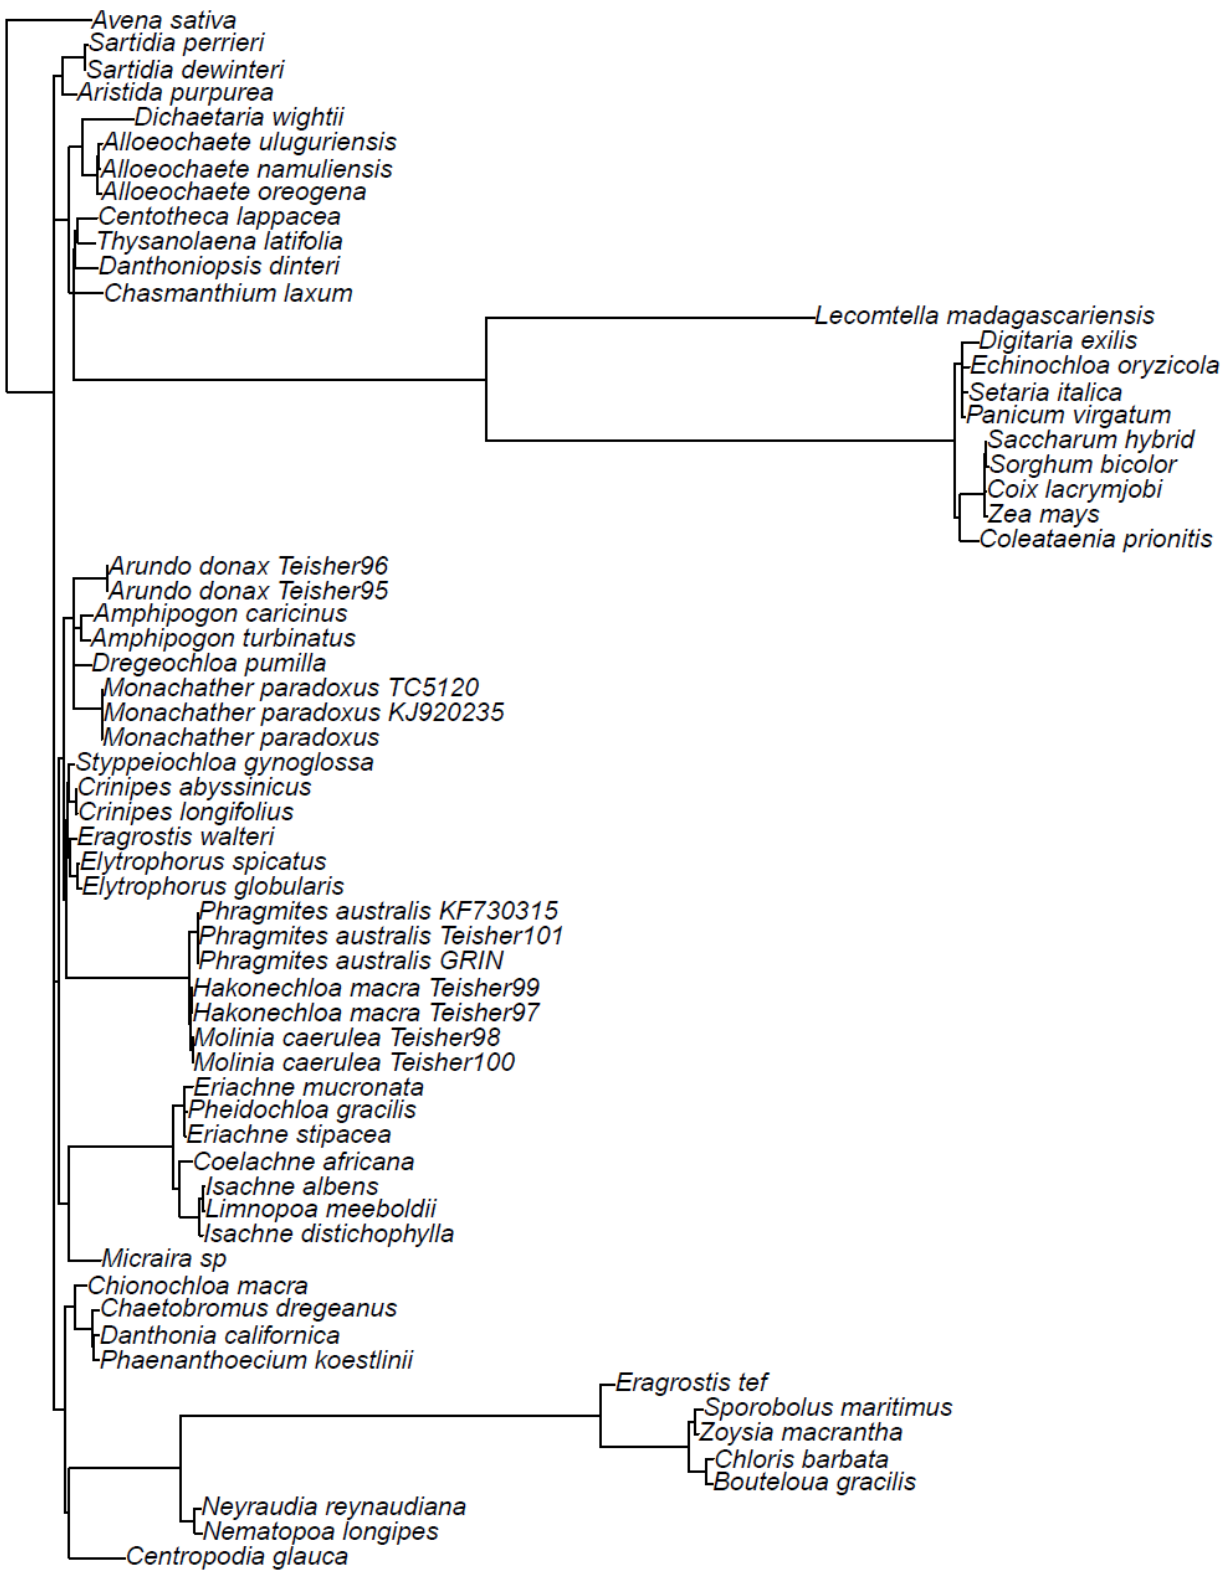 Avena sativa
Sartidia perrieri
Sartidia dewinteri
Aristida purpurea
Dichaetaria wightii
Alloeochaete uluguriensis
Alloeochaete namuliensis
Alloeochaete oreogena
Centotheca lappacea
Thysanolaena latifolia
Danthoniopsis dinteri
Chasmanthium laxum
Lecomtella madagascariensis
Digitaria exilis
Echinochloa oryzicola
Setaria italica
Panicum virgatum
Saccharum hybrid
Sorghum bicolor
Coix lacrymjobi
Zea mays
Coleataenia prionitis
Arundo donax Teisher96
Arundo donax Teisher95
Amphipogon caricinus
Amphipogon turbinatus
Dregeochloa pumilla
Monachather paradoxus TC5120
Monachather paradoxus KJ920235
Monachather paradoxus
Styppeiochloa gynoglossa
Crinipes abyssinicus
Crinipes longifolius
Eragrostis walteri
Elytrophorus spicatus
Elytrophorus globularis
Phragmites australis KF730315
Phragmites australis Teisher101
Phragmites australis GRIN
Hakonechloa macra Teisher99
Hakonechloa macra Teisher97
Molinia caerulea Teisher98
Molinia caerulea Teisher100
Eriachne mucronata
Pheidochloa gracilis
Eriachne stipacea
Coelachne africana
Isachne albens
Limnopoa meeboldii
Isachne distichophylla
Micraira sp
Chionochloa macra
Chaetobromus dregeanus
Danthonia californica
Phaenanthoecium koestlinii
Eragrostis tef
Sporobolus maritimus
Zoysia macrantha
Chloris barbata
Bouteloua gracilis
Neyraudia reynaudiana
Nematopoa longipes
Centropodia glauca